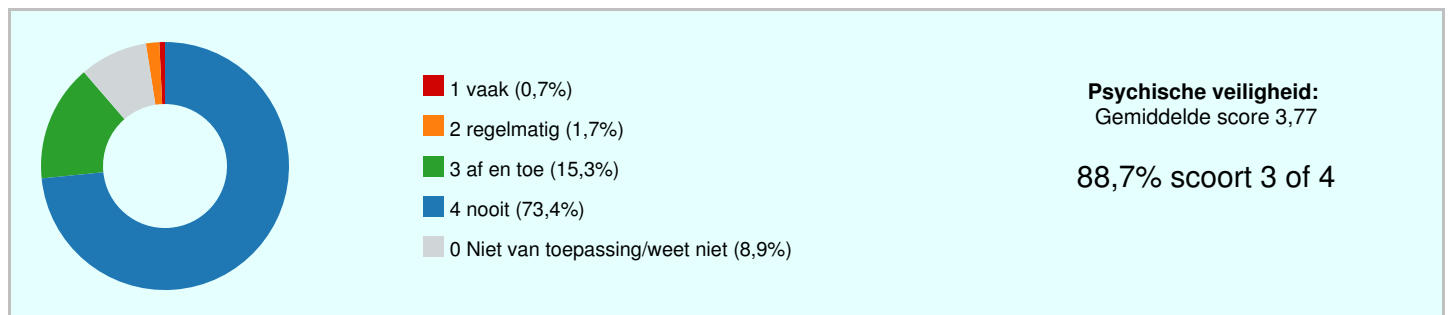 1 vaak (0,7%)
2 regelmatig (1,7%)
3 af en toe (15,3%)
4 nooit (73,4%)
0 Niet van toepassing/weet niet (8,9%)
Psychische veiligheid:
Gemiddelde score 3,77
88,7% scoort 3 of 4